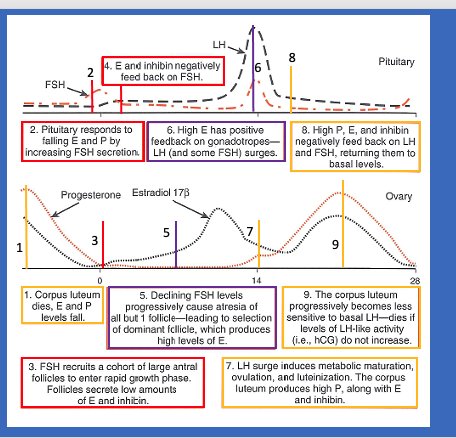 LH
Pituitary
8
2
4. E and inhibin negatively
feed back on FSH.
6
FSH
2. Pituitary responds to
falling E and P by
increasing FSH secretion.
6. High E has positive
feedback on gonadotropes—
LH (and some FSH) surges.
8. High P, E, and inhibin
negatively feed back on LH
and FSH, returning them to
basal levels.
Progesterone
Estradiol 17β
Ovary
1
3
5
7
9
0
14
28
1. Corpus luteum
dies, E and P
levels fall.
5. Declining FSH levels
progressively cause atresia of
all but 1 follicle—leading to selection
of dominant follicle, which produces
high levels of E.
9. The corpus luteum
progressively becomes less
sensitive to basal LH—dies if
levels of LH-like activity
(i.e., hCG) do not increase.
3. FSH recruits a cohort of large antral
follicles to enter rapid growth phase.
Follicles secrete low amounts
of E and inhibin.
7. LH surge induces metabolic maturation,
ovulation, and luteinization. The corpus
luteum produces high P, along with E
and inhibin.